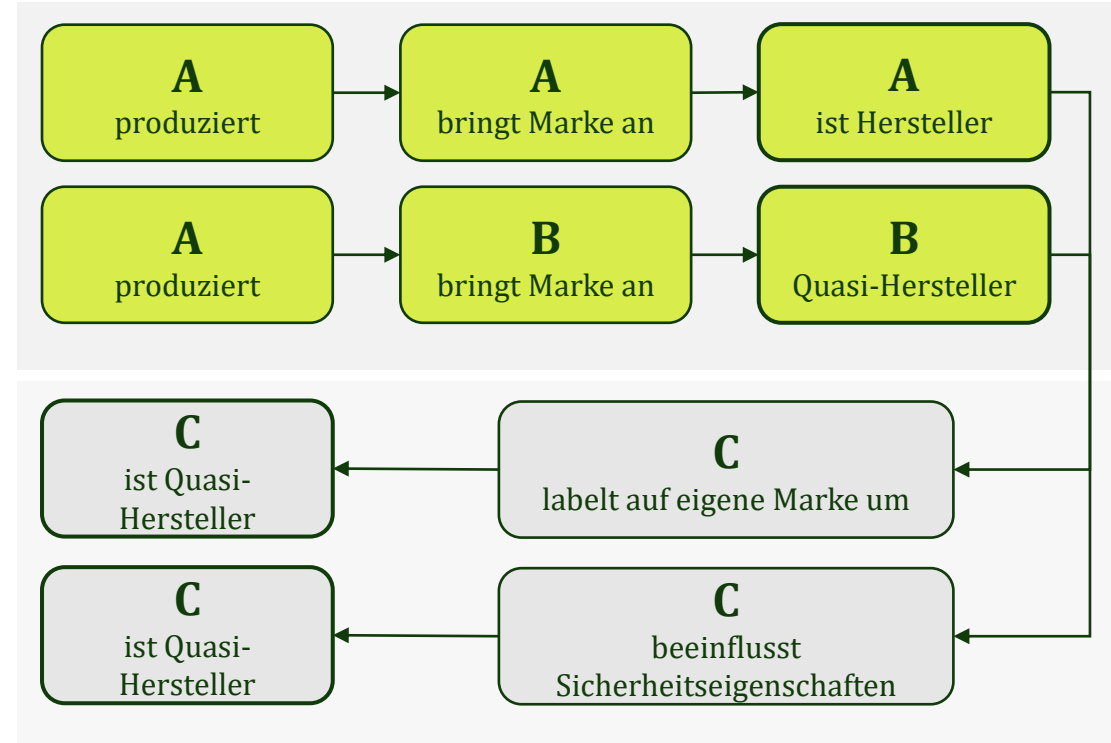 A
produziert
A
bringt Marke an
A
ist Hersteller
A
produziert
B
bringt Marke an
B
Quasi-Hersteller
C
ist Quasi-
Hersteller
C
labelt auf eigene Marke um
C
ist Quasi-
Hersteller
C
beeinflusst
Sicherheitseigenschaften